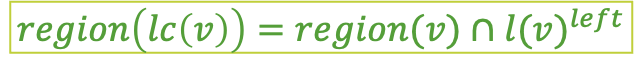 region(lc(v)) = region(v) ∩ l(v)^left